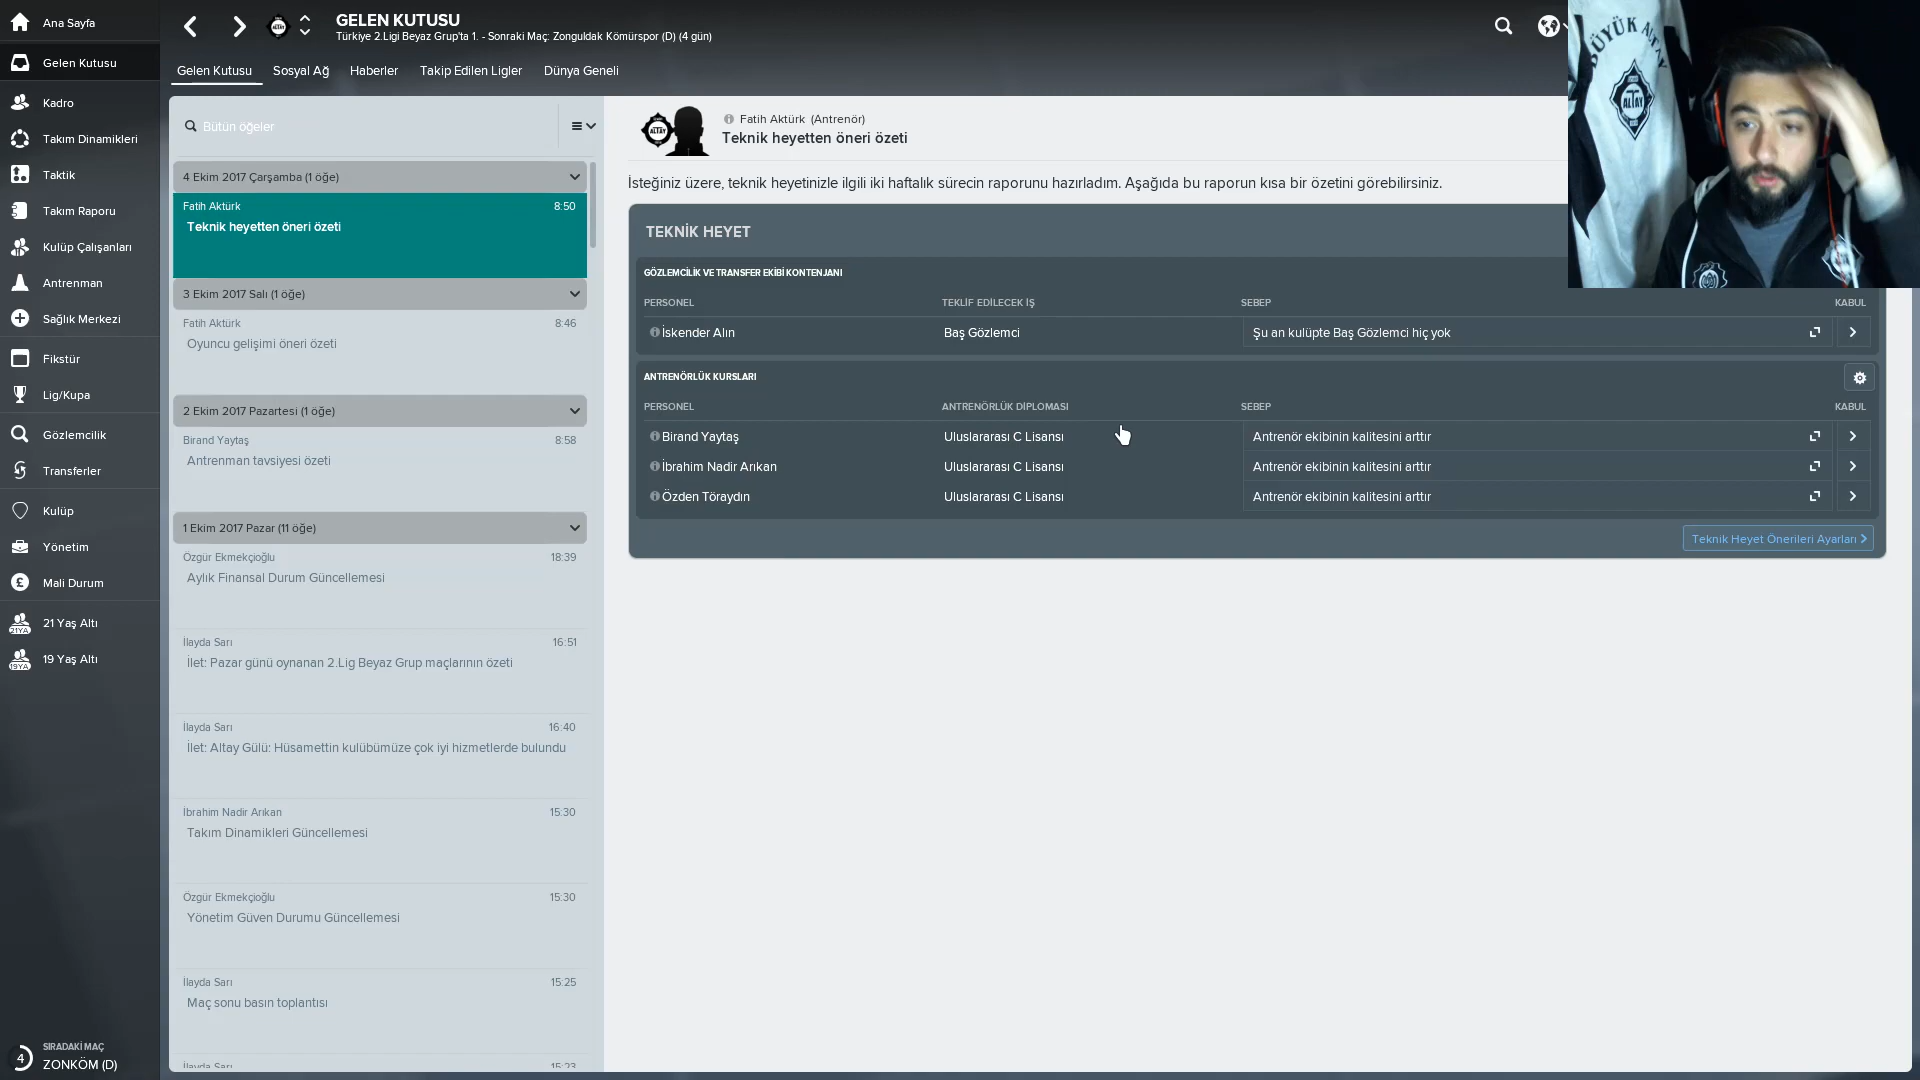 Ana Sayfa
Gelen Kutusu
Kadro
Takım Dinamikleri
Taktik
Takım Raporu
Kulüp Çalışanları
Antrenman
Sağlık Merkezi
Fikstür
Lig/Kupa
Gözlemcilik
Transferler
Kulüp
Yönetim
Mali Durum
21YA
21 Yaş Altı
19YA
19 Yaş Altı
4
SIRADAKİ MAÇ
ZONKÖM (D)
GELEN KUTUSU
Türkiye 2.Ligi Beyaz Grup'ta 1. - Sonraki Maç: Zonguldak Kömürspor (D) (4 gün)
Gelen Kutusu Sosyal Ağ Haberler Takip Edilen Ligler Dünya Geneli
Bütün öğeler
4 Ekim 2017 Çarşamba (1 öğe)
Fatih Aktürk 8:50
Teknik heyetten öneri özeti
3 Ekim 2017 Salı (1 öğe)
Fatih Aktürk 8:46
Oyuncu gelişimi öneri özeti
2 Ekim 2017 Pazartesi (1 öğe)
Birand Yaytaş 8:58
Antrenman tavsiyesi özeti
1 Ekim 2017 Pazar (11 öğe)
Özgür Ekmekçioğlu 18:39
Aylık Finansal Durum Güncellemesi
İlayda Sarı 16:51
İlet: Pazar günü oynanan 2.Lig Beyaz Grup maçlarının özeti
İlayda Sarı 16:40
İlet: Altay Gülü: Hüsamettin kulübümüze çok iyi hizmetlerde bulundu
İbrahim Nadir Arıkan 15:30
Takım Dinamikleri Güncellemesi
Özgür Ekmekçioğlu 15:30
Yönetim Güven Durumu Güncellemesi
İlayda Sarı 15:25
Maç sonu basın toplantısı
İlayda Sarı 15:23
ALTAY
Fatih Aktürk (Antrenör)
Teknik heyetten öneri özeti
İsteğiniz üzere, teknik heyetinizle ilgili iki haftalık sürecin raporunu hazırladım. Aşağıda bu raporun kısa bir özetini görebilirsiniz.
TEKNİK HEYET
GÖZLEMCİLİK VE TRANSFER EKİBİ KONTENJANI
PERSONEL TEKLİF EDİLECEK İŞ SEBEP KABUL
İskender Alın Baş Gözlemci Şu an kulüpte Baş Gözlemci hiç yok
ANTRENÖRLÜK KURSLARI
PERSONEL ANTRENÖRLÜK DİPLOMASI SEBEP KABUL
Birand Yaytaş Uluslararası C Lisansı Antrenör ekibinin kalitesini arttır
İbrahim Nadir Arıkan Uluslararası C Lisansı Antrenör ekibinin kalitesini arttır
Özden Töraydın Uluslararası C Lisansı Antrenör ekibinin kalitesini arttır
Teknik Heyet Önerileri Ayarları
BÜYÜK ALTAY
ALTAY